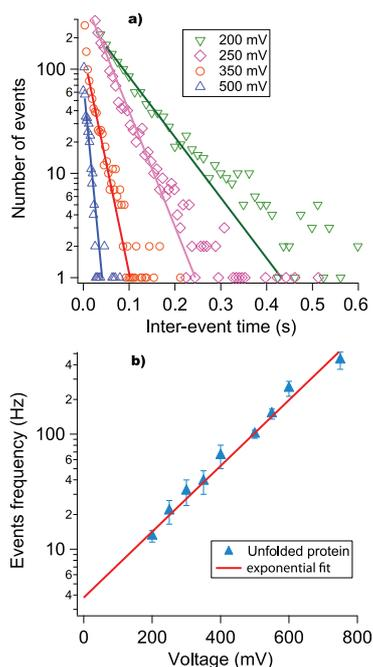 a)
200 mV
250 mV
350 mV
500 mV
Number of events
100
6
4
2
10
6
4
2
1
0.0 0.1 0.2 0.3 0.4 0.5 0.6
Inter-event time (s)
b)
Events frequency (Hz)
4
2
100
6
4
2
10
6
4
Unfolded protein
exponential fit
0 200 400 600 800
Voltage (mV)